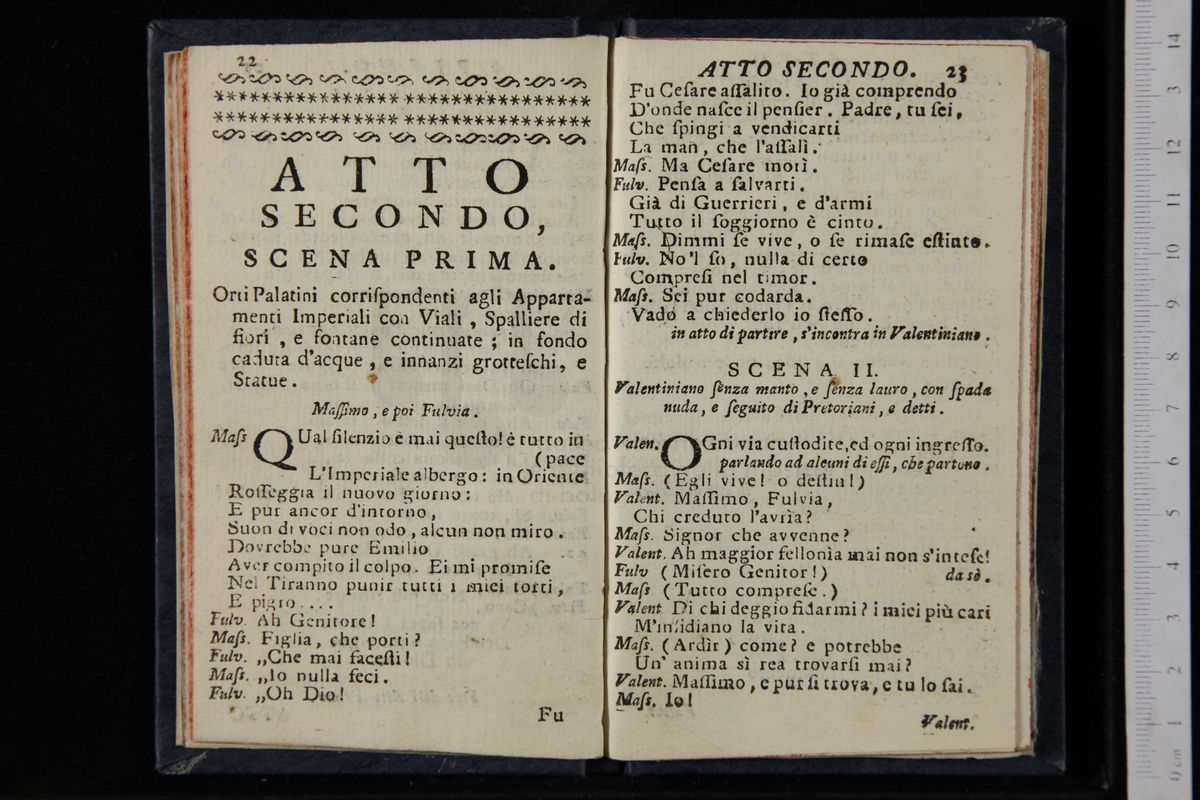 22
ATTO
SECONDO,
SCENA PRIMA.
Orti Palatini corriſpondenti agli Apparta-
menti Imperiali con Viali, Spalliere di
fiori, e fontane continuate; in fondo
caduta d'acque, e innanzi grotteſchi, e
Statue.
Maſſimo, e poi Fulvia.
Maſs QUal ſilenzio è mai queſto! è tutto in
(pace
L'Imperiale albergo: in Oriente
Roſſeggia il nuovo giorno:
E pur ancor d'intorno,
Suon di voci non odo, alcun non miro.
Dovrebbe pure Emilio
Aver compito il colpo. Ei mi promiſe
Nel Tiranno punir tutti i miei torti,
E pigro....
Fulv. Ah Genitore!
Maſs. Figlia, che porti?
Fulv. „Che mai faceſti!
Maſs. „Io nulla feci.
Fulv. „Oh Dio!
Fu
ATTO SECONDO. 23
Fu Ceſare aſſalito. Io già comprendo
D'onde naſce il penſier. Padre, tu ſei,
Che ſpingi a vendicarti
La man, che l'aſſalì.
Maſs. Ma Ceſare morì.
Fulv. Penſa a ſalvarti.
Già di Guerrieri, e d'armi
Tutto il ſoggiorno è cinto.
Maſs. Dimmi ſe vive, o ſe rimaſe eſtinto.
Fulv. No'l ſo, nulla di certo
Compreſi nel timor.
Maſs. Sei pur codarda.
Vado a chiederlo io ſteſſo.
in atto di partire, s'incontra in Valentiniano.
SCENA II.
Valentiniano ſenza manto, e ſenza lauro, con ſpada
nuda, e ſeguito di Pretoriani, e detti.
Valen. OGni via cuſtodite, ed ogni ingreſſo.
parlando ad alcuni di eſſi, che partono.
Maſs. (Egli vive! o deſtin!)
Valent. Maſſimo, Fulvia,
Chi creduto l'avrìa?
Maſs. Signor che avvenne?
Valent. Ah maggior fellonìa mai non s'inteſe!
Fulv (Miſero Genitor!) da sè.
Maſs (Tutto compreſe.)
Valent Di chi deggio fidarmi? i miei più cari
M'inſidiano la vita.
Maſs. (Ardìr) come? e potrebbe
Un' anima sì rea trovarſi mai?
Valent. Maſſimo, e pur ſi trova, e tu lo ſai.
Maſs. Io!
Valent.